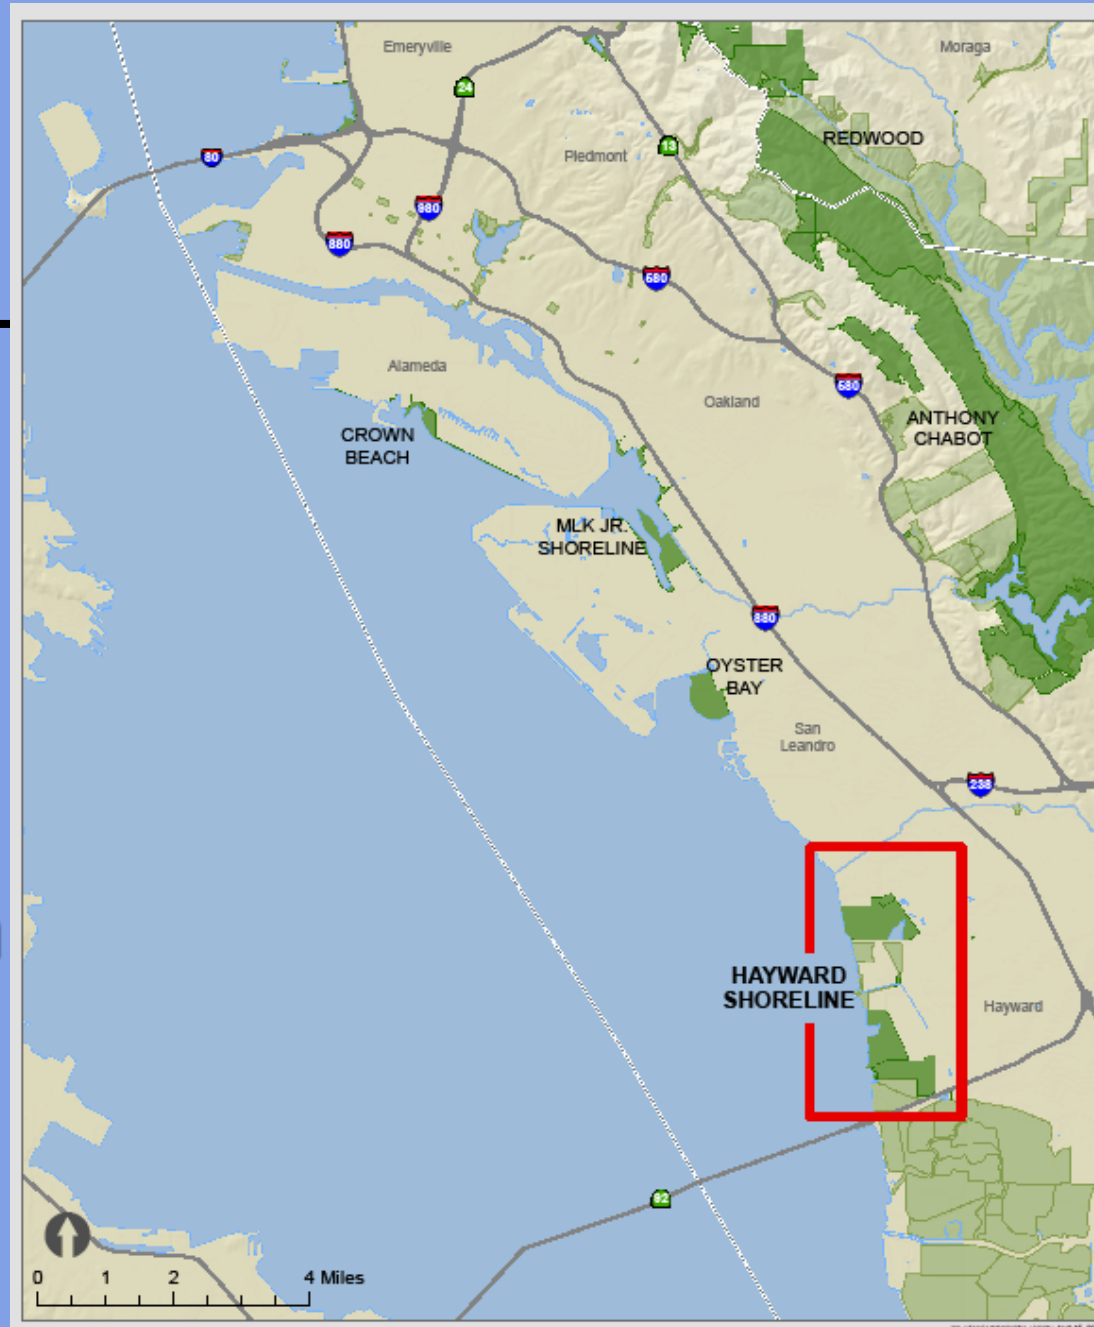 Emeryville
Moraga
24
REDWOOD
13
Piedmont
80
980
880
580
Alameda
580
Oakland
ANTHONY
CHABOT
CROWN
BEACH
MLK JR.
SHORELINE
880
OYSTER
BAY
San
Leandro
238
HAYWARD
SHORELINE
Hayward
92
0 1 2 4 Miles